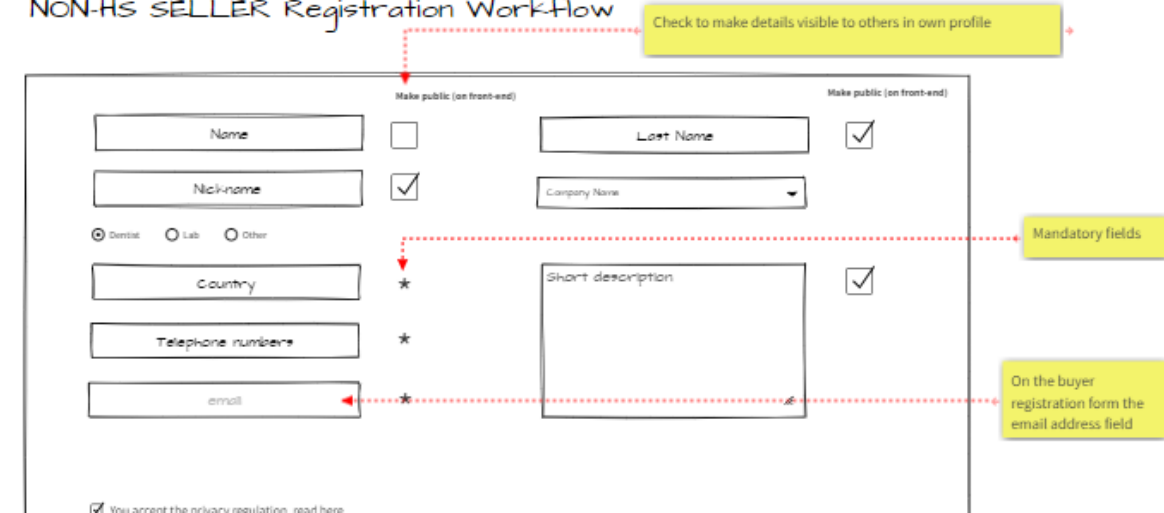 NON-HS SELLER Registration Workflow
Check to make details visible to others in own profile
Make public (on front-end)
Make public (on front-end)
Name
Last Name
Nickname
Company Name
Dentist
Lab
Other
Mandatory fields
Country
*
Short description
Telephone numbers
*
email
*
On the buyer
registration form the
email address field
You accept the privacy regulation, read here